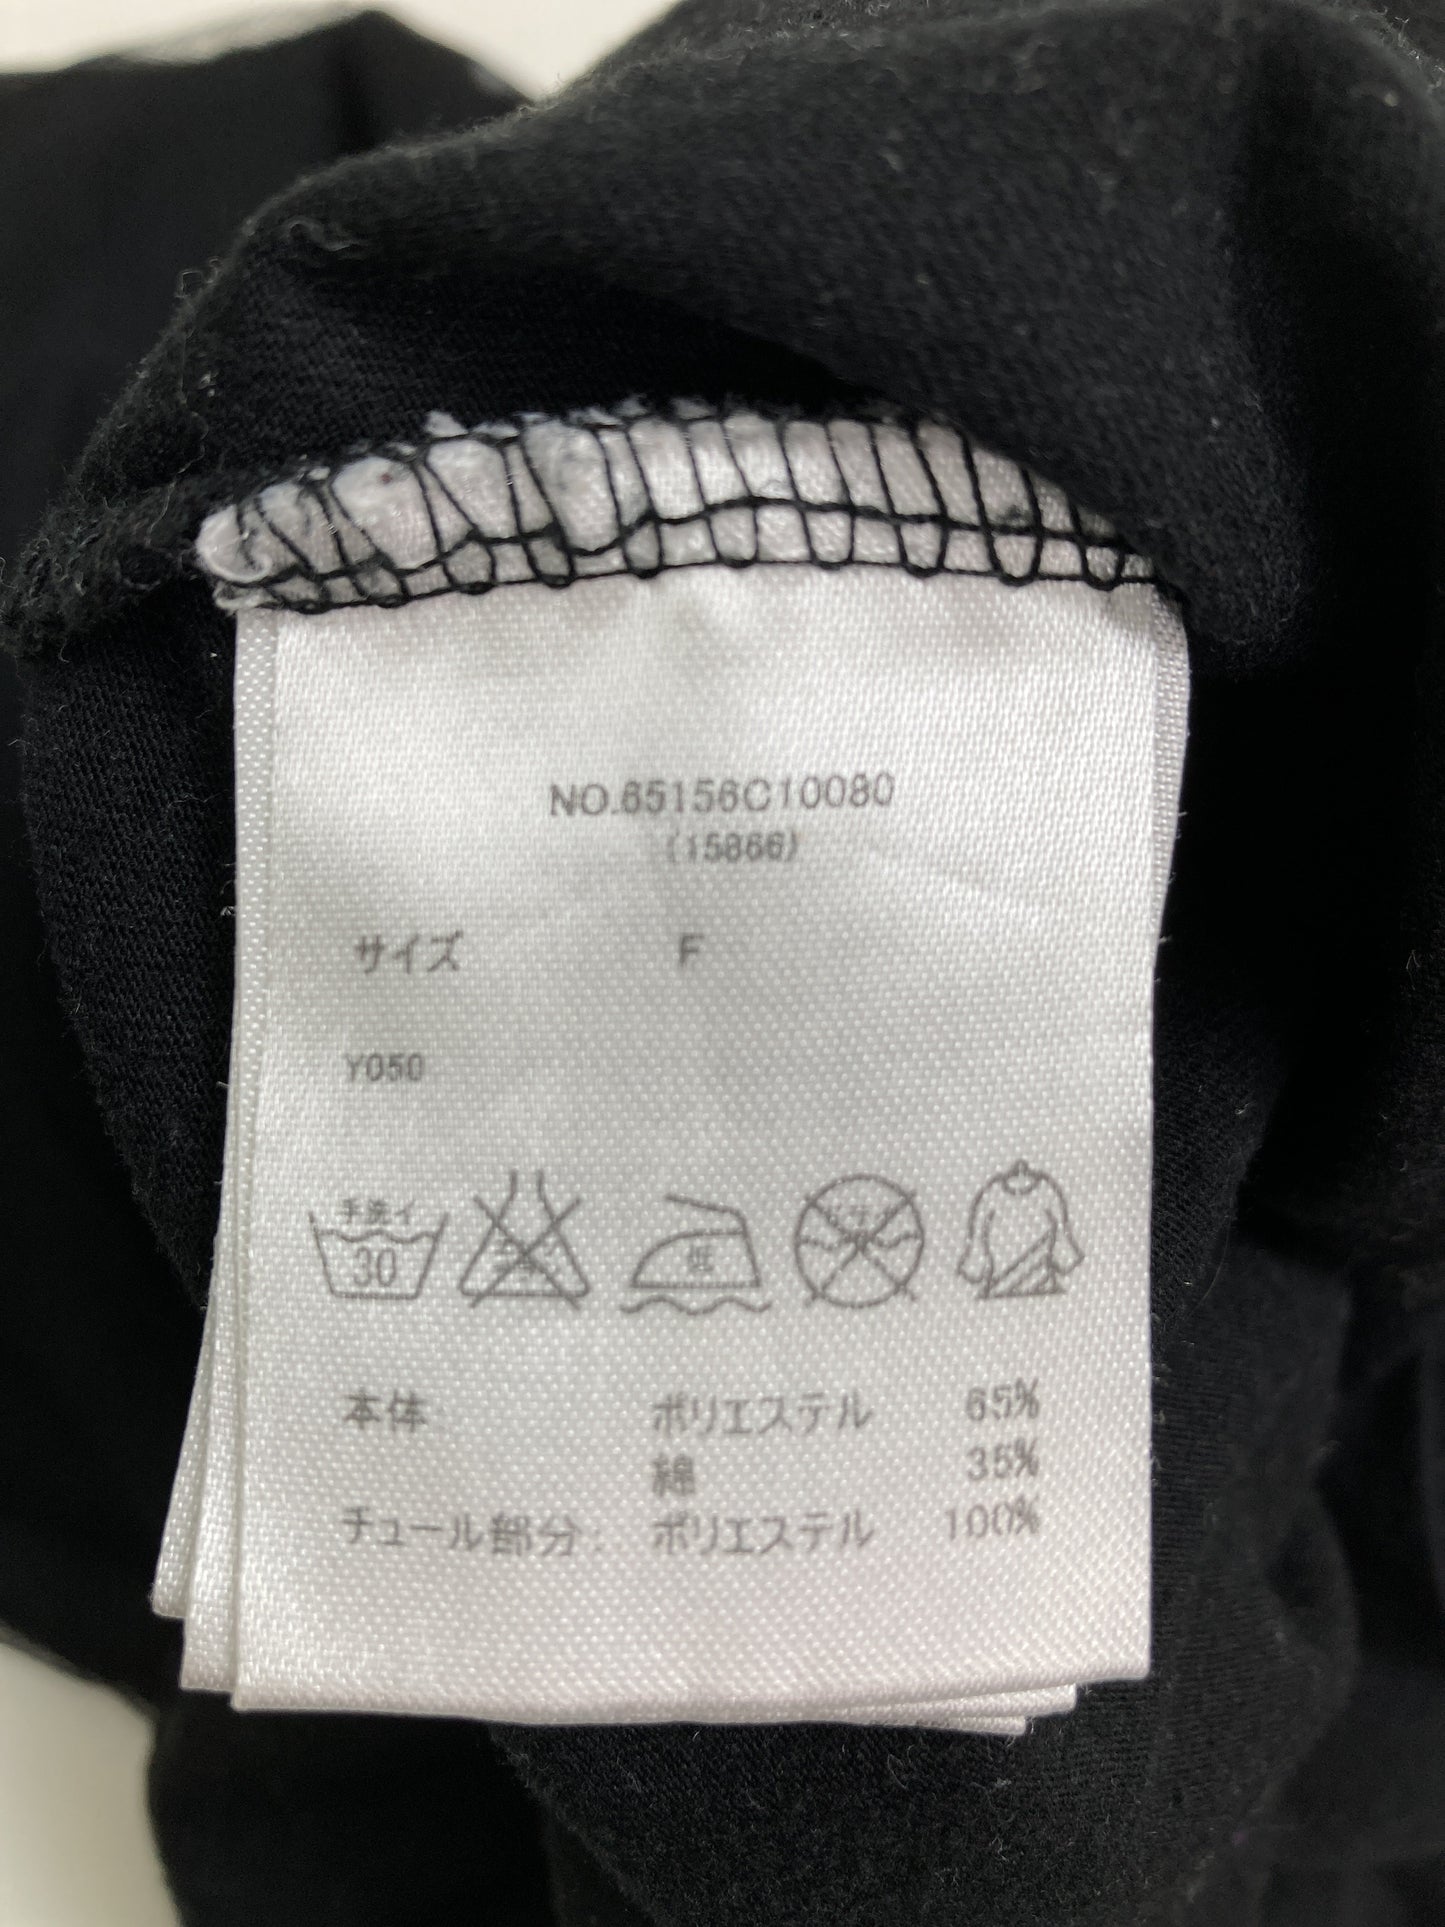 NO.65156C10080
(15866)
サイズ F
Y050
手洗イ
30
低
本体 ポリエステル 65%
綿 35%
チュール部分 ポリエステル 100%